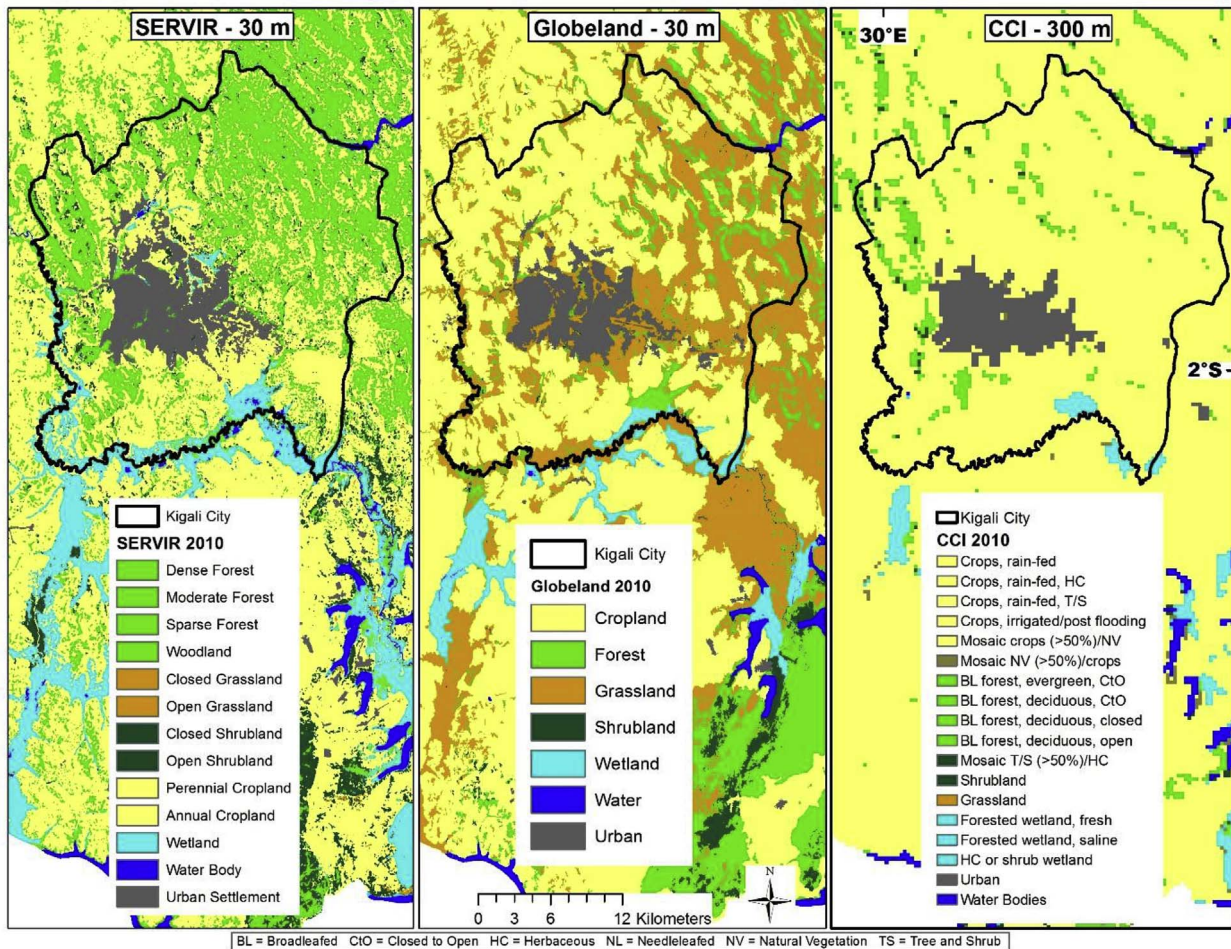 SERVIR - 30 m
Kigali City
SERVIR 2010
Dense Forest
Moderate Forest
Sparse Forest
Woodland
Closed Grassland
Open Grassland
Closed Shrubland
Open Shrubland
Perennial Cropland
Annual Cropland
Wetland
Water Body
Urban Settlement
Globeland - 30 m
Kigali City
Globeland 2010
Cropland
Forest
Grassland
Shrubland
Wetland
Water
Urban
0 3 6 12 Kilometers
N
30°E
CCI - 300 m
2°S
Kigali City
CCI 2010
Crops, rain-fed
Crops, rain-fed, HC
Crops, rain-fed, T/S
Crops, irrigated/post flooding
Mosaic crops (>50%)/NV
Mosaic NV (>50%)/crops
BL forest, evergreen, CtO
BL forest, deciduous, CtO
BL forest, deciduous, closed
BL forest, deciduous, open
Mosaic T/S (>50%)/HC
Shrubland
Grassland
Forested wetland, fresh
Forested wetland, saline
HC or shrub wetland
Urban
Water Bodies
BL = Broadleafed CtO = Closed to Open HC = Herbaceous NL = Needleleafed NV = Natural Vegetation TS = Tree and Shrub